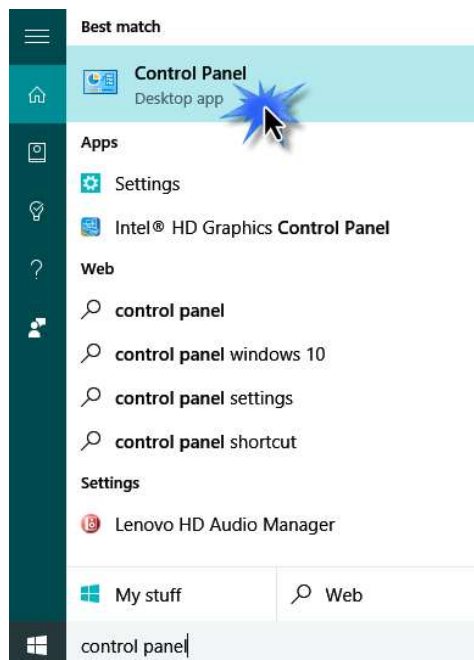 Best match
Control Panel
Desktop app
Apps
Settings
Intel® HD Graphics Control Panel
Web
control panel
control panel windows 10
control panel settings
control panel shortcut
Settings
Lenovo HD Audio Manager
My stuff
Web
control panel